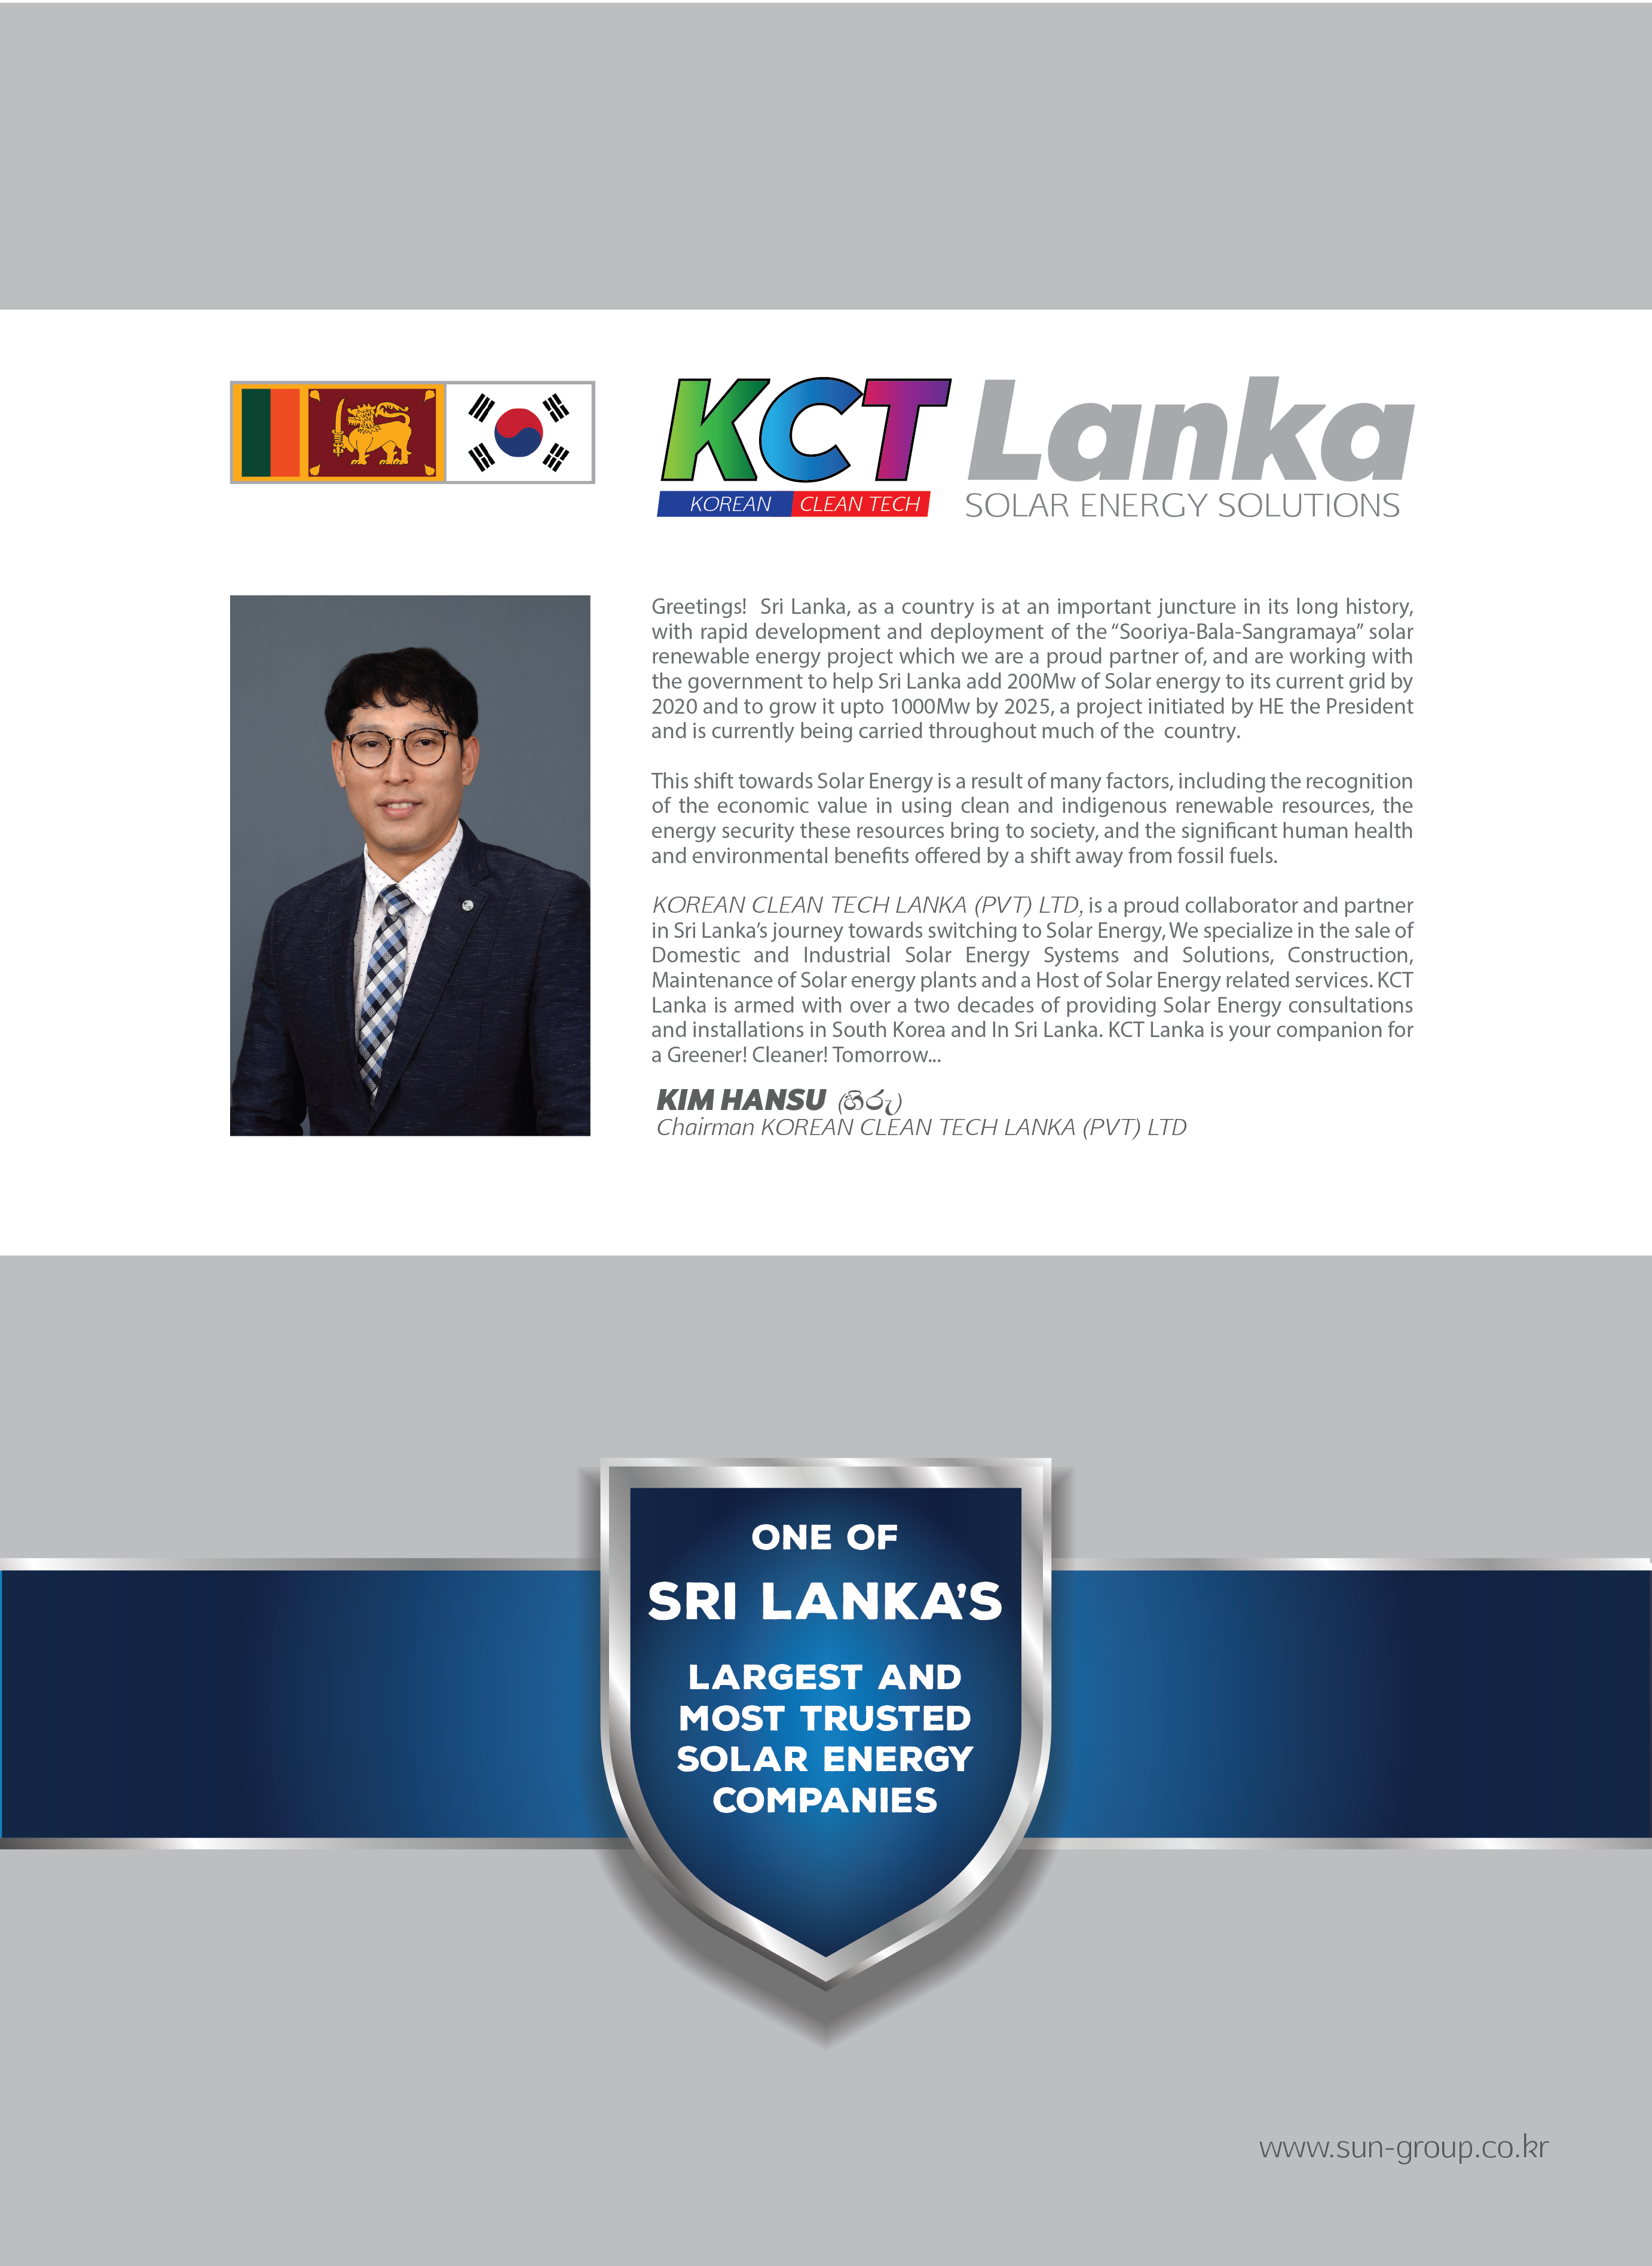 KCT Lanka
KOREAN CLEAN TECH SOLAR ENERGY SOLUTIONS
Greetings!  Sri Lanka, as a country is at an important juncture in its long history,
with rapid development and deployment of the “Sooriya-Bala-Sangramaya” solar
renewable energy project which we are a proud partner of, and are working with
the government to help Sri Lanka add 200Mw of Solar energy to its current grid by
2020 and to grow it upto 1000Mw by 2025, a project initiated by HE the President
and is currently being carried throughout much of the  country.
This shift towards Solar Energy is a result of many factors, including the recognition
of the economic value in using clean and indigenous renewable resources, the
energy security these resources bring to society, and the significant human health
and environmental benefits offered by a shift away from fossil fuels.
KOREAN CLEAN TECH LANKA (PVT) LTD, is a proud collaborator and partner
in Sri Lanka’s journey towards switching to Solar Energy, We specialize in the sale of
Domestic and Industrial Solar Energy Systems and Solutions, Construction,
Maintenance of Solar energy plants and a Host of Solar Energy related services. KCT
Lanka is armed with over a two decades of providing Solar Energy consultations
and installations in South Korea and In Sri Lanka. KCT Lanka is your companion for
a Greener! Cleaner! Tomorrow...
KIM HANSU (හිරු)
Chairman KOREAN CLEAN TECH LANKA (PVT) LTD
ONE OF
SRI LANKA’S
LARGEST AND
MOST TRUSTED
SOLAR ENERGY
COMPANIES
www.sun-group.co.kr